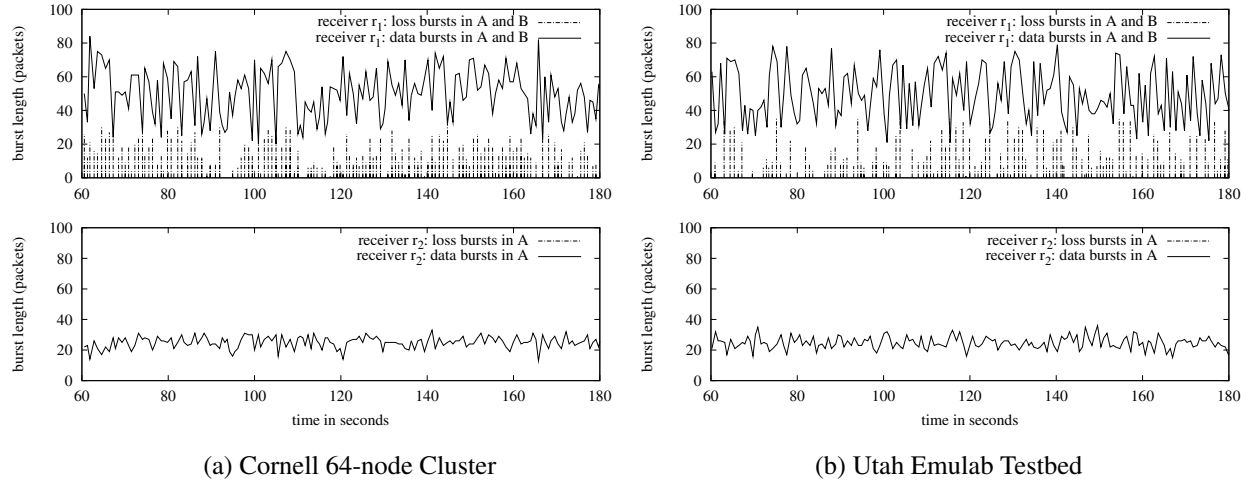 receiver r1: loss bursts in A and B
receiver r1: data bursts in A and B
burst length (packets)
100
80
60
40
20
0
60 80 100 120 140 160 180
receiver r2: loss bursts in A
receiver r2: data bursts in A
burst length (packets)
100
80
60
40
20
0
60 80 100 120 140 160 180
time in seconds
(a) Cornell 64-node Cluster
receiver r1: loss bursts in A and B
receiver r1: data bursts in A and B
burst length (packets)
100
80
60
40
20
0
60 80 100 120 140 160 180
receiver r2: loss bursts in A
receiver r2: data bursts in A
burst length (packets)
100
80
60
40
20
0
60 80 100 120 140 160 180
time in seconds
(b) Utah Emulab Testbed